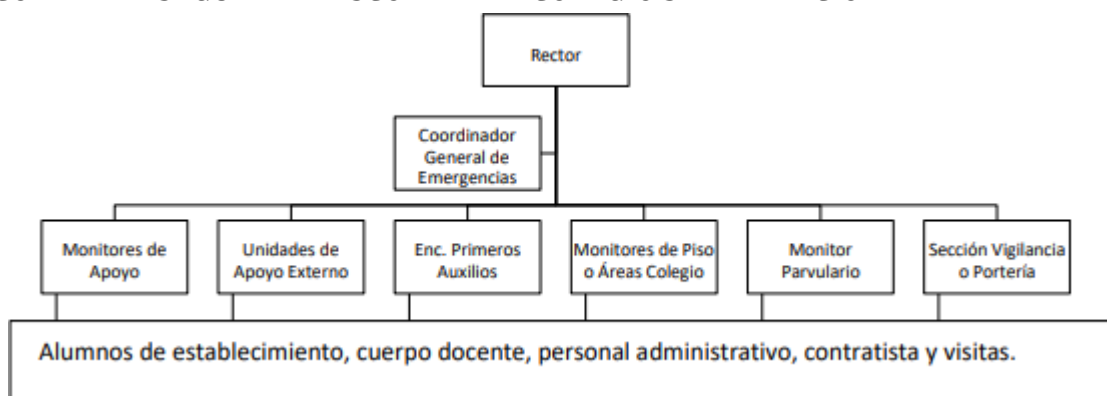 Rector
Coordinador
General de
Emergencias
Monitores de
Apoyo
Unidades de
Apoyo Externo
Enc. Primeros
Auxilios
Monitores de Piso
o Áreas Colegio
Monitor
Parvulario
Sección Vigilancia
o Portería
Alumnos de establecimiento, cuerpo docente, personal administrativo, contratista y visitas.